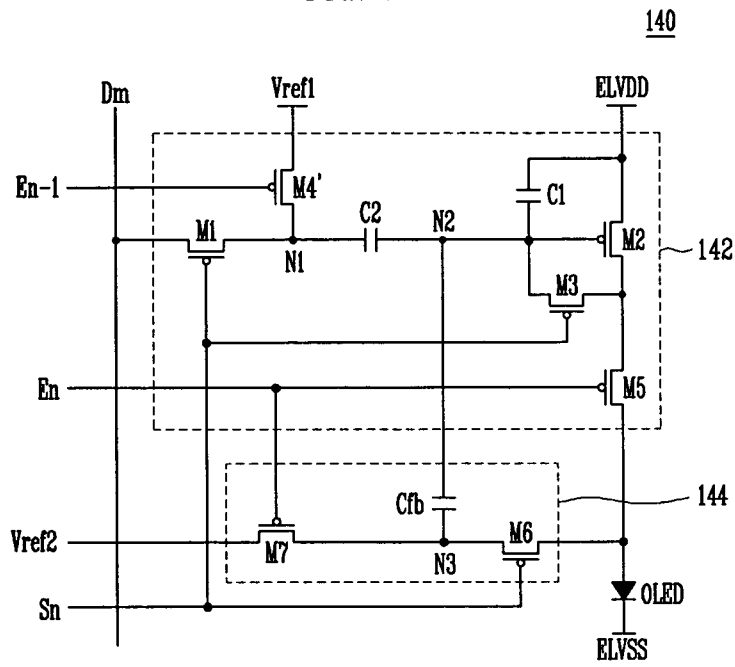 140
Dm
Vref1
ELVDD
En-1
M4'
C1
M1
C2
N2
M2
N1
142
M3
En
M5
Cfb
144
Vref2
M7
N3
M6
Sn
OLED
ELVSS